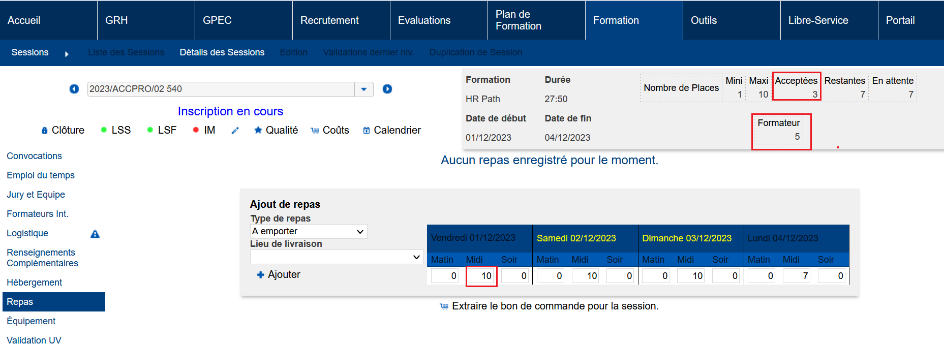 Accueil
GRH
GPEC
Recrutement
Evaluations
Plan de
Formation
Formation
Outils
Libre-Service
Portail
Sessions
Liste des Sessions
Détails des Sessions
Edition
Validations dernier niv.
Duplication de Session
2023/ACCPRO/02 540
Inscription en cours
Clôture
LSS
LSF
IM
Qualité
Coûts
Calendrier
Formation
Durée
HR Path
27:50
Date de début
Date de fin
01/12/2023
04/12/2023
Nombre de Places
Mini Maxi Acceptées Restantes En attente
1 10 3 7 7
Formateur
5
Aucun repas enregistré pour le moment.
Convocations
Emploi du temps
Jury et Equipe
Formateurs Int.
Logistique
Renseignements
Complémentaires
Hébergement
Repas
Équipement
Validation UV
Ajout de repas
Type de repas
A emporter
Lieu de livraison
Ajouter
Vendredi 01/12/2023 Samedi 02/12/2023 Dimanche 03/12/2023 Lundi 04/12/2023
Matin Midi Soir Matin Midi Soir Matin Midi Soir Matin Midi Soir
0 10 0 0 10 0 0 10 0 0 7 0
Extraire le bon de commande pour la session.